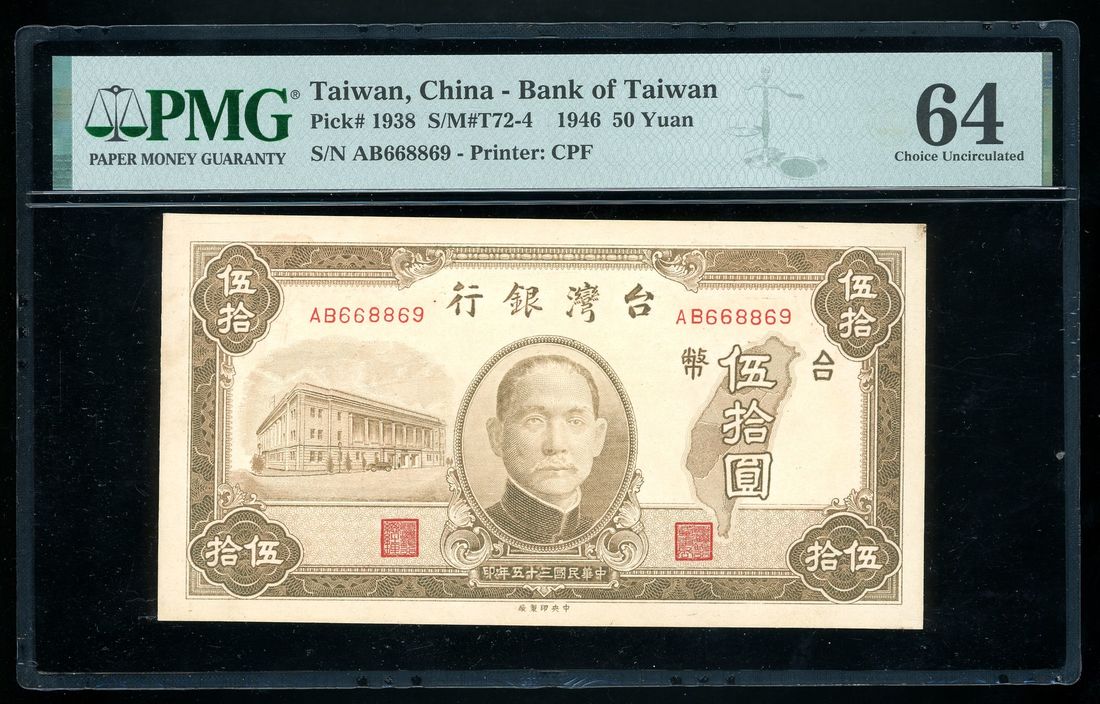 PMG®
PAPER MONEY GUARANTY
Taiwan, China - Bank of Taiwan
Pick# 1938 S/M#T72-4 1946 50 Yuan
S/N AB668869 - Printer: CPF
64
Choice Uncirculated
伍拾
伍拾
行銀灣台
AB668869
AB668869
幣台
伍拾圓
拾伍
拾伍
印年五十三國民華中
中央印製廠